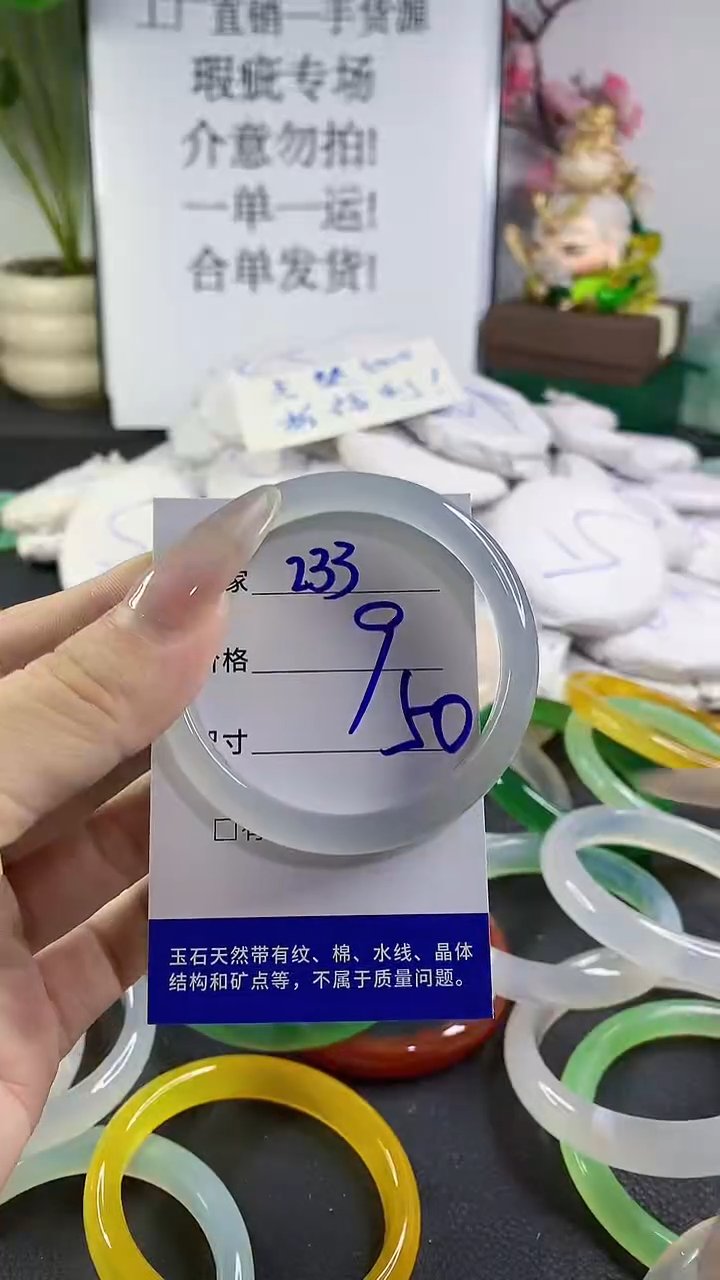 工厂直销一手货源
瑕疵专场
介意勿拍!
一单一运!
合单发货!
家 233
格 9
寸 50
玉石天然带有纹、棉、水线、晶体
结构和矿点等，不属于质量问题。